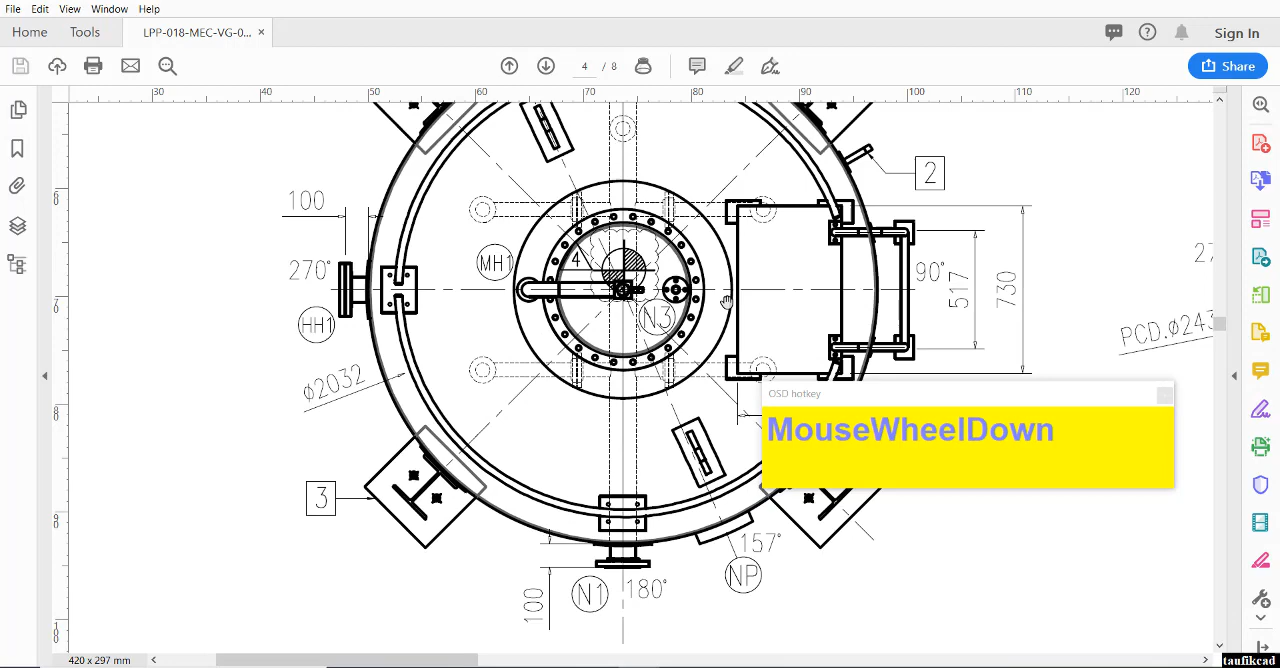 File Edit View Window Help
Home Tools LPP-018-MEC-VG-0... × Sign In
4 / 8 Share
30 40 50 60 70 80 90 100 110 120
2
100
270°
MH1
4
N3
HH1
90°
517
730
PCD.Ø243
Ø2032
OSD hotkey
MouseWheelDown
3
157°
NP
N1
180°
100
420 x 297 mm
taufikcad